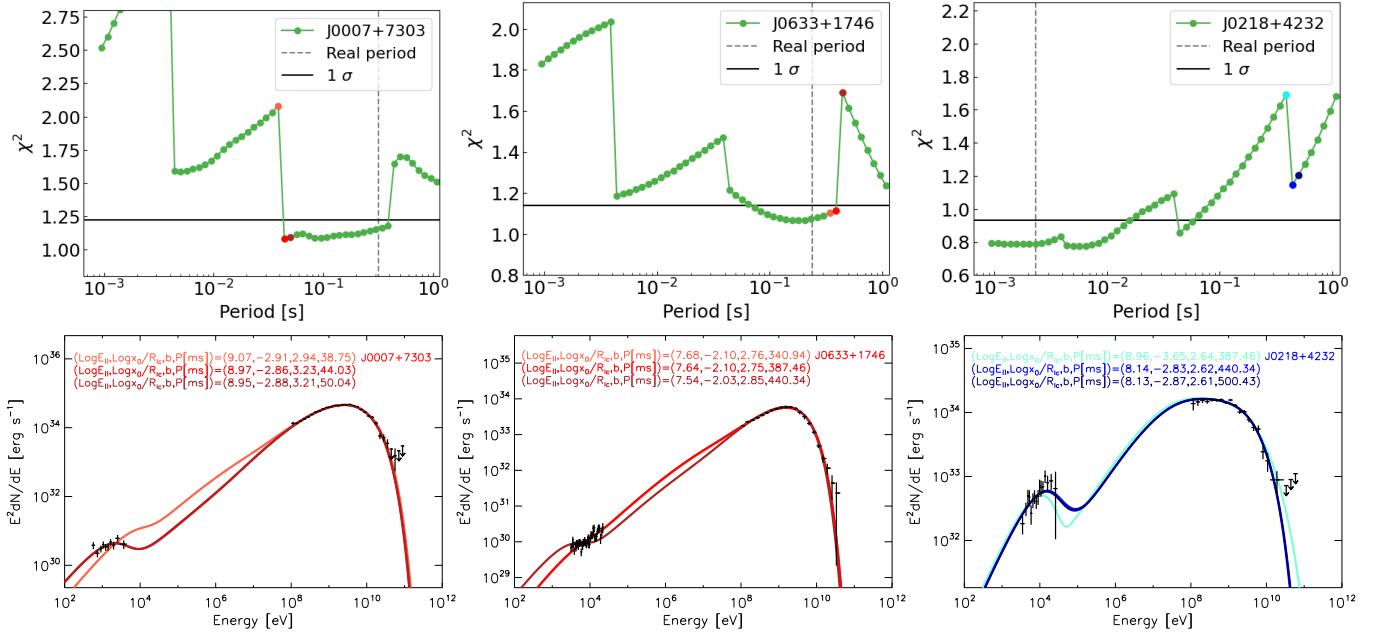 2.75
2.50
2.25
2.00
1.75
1.50
1.25
1.00
χ²
J0007+7303
Real period
1 σ
10⁻³
10⁻²
10⁻¹
10⁰
Period [s]
2.0
1.8
1.6
1.4
1.2
1.0
0.8
χ²
J0633+1746
Real period
1 σ
10⁻³
10⁻²
10⁻¹
10⁰
Period [s]
2.2
2.0
1.8
1.6
1.4
1.2
1.0
0.8
0.6
χ²
J0218+4232
Real period
1 σ
10⁻³
10⁻²
10⁻¹
10⁰
Period [s]
10³⁶
10³⁴
10³²
10³⁰
E²dN/dE [erg s⁻¹]
(LogE||,Logx₀/Rlc,b,P[ms])=(9.07,-2.91,2.94,38.75) J0007+7303
(LogE||,Logx₀/Rlc,b,P[ms])=(8.97,-2.86,3.23,44.03)
(LogE||,Logx₀/Rlc,b,P[ms])=(8.95,-2.88,3.21,50.04)
10²
10⁴
10⁶
10⁸
10¹⁰
10¹²
Energy [eV]
10³⁵
10³⁴
10³³
10³²
10³¹
10³⁰
10²⁹
E²dN/dE [erg s⁻¹]
(LogE||,Logx₀/Rlc,b,P[ms])=(7.68,-2.10,2.76,340.94) J0633+1746
(LogE||,Logx₀/Rlc,b,P[ms])=(7.64,-2.10,2.75,387.46)
(LogE||,Logx₀/Rlc,b,P[ms])=(7.54,-2.03,2.85,440.34)
10²
10⁴
10⁶
10⁸
10¹⁰
10¹²
Energy [eV]
10³⁵
10³⁴
10³³
10³²
E²dN/dE [erg s⁻¹]
(LogE||,Logx₀/Rlc,b,P[ms])=(8.96,-3.65,2.64,387.46) J0218+4232
(LogE||,Logx₀/Rlc,b,P[ms])=(8.14,-2.83,2.62,440.34)
(LogE||,Logx₀/Rlc,b,P[ms])=(8.13,-2.87,2.61,500.43)
10²
10⁴
10⁶
10⁸
10¹⁰
10¹²
Energy [eV]